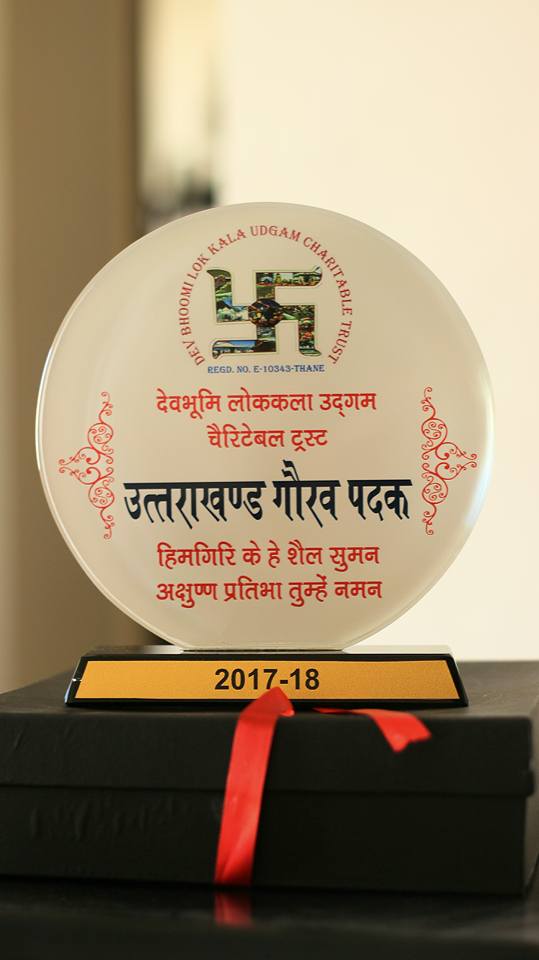 DEV BHOOMI LOK KALA UDGAM CHARITABLE TRUST
REGD. NO. E-10343-THANE
देवभूमि लोककला उद्गम
चैरिटेबल ट्रस्ट
उत्तराखण्ड गौरव पदक
हिमगिरि के हे शैल सुमन
अक्षुण्ण प्रतिभा तुम्हें नमन
2017-18